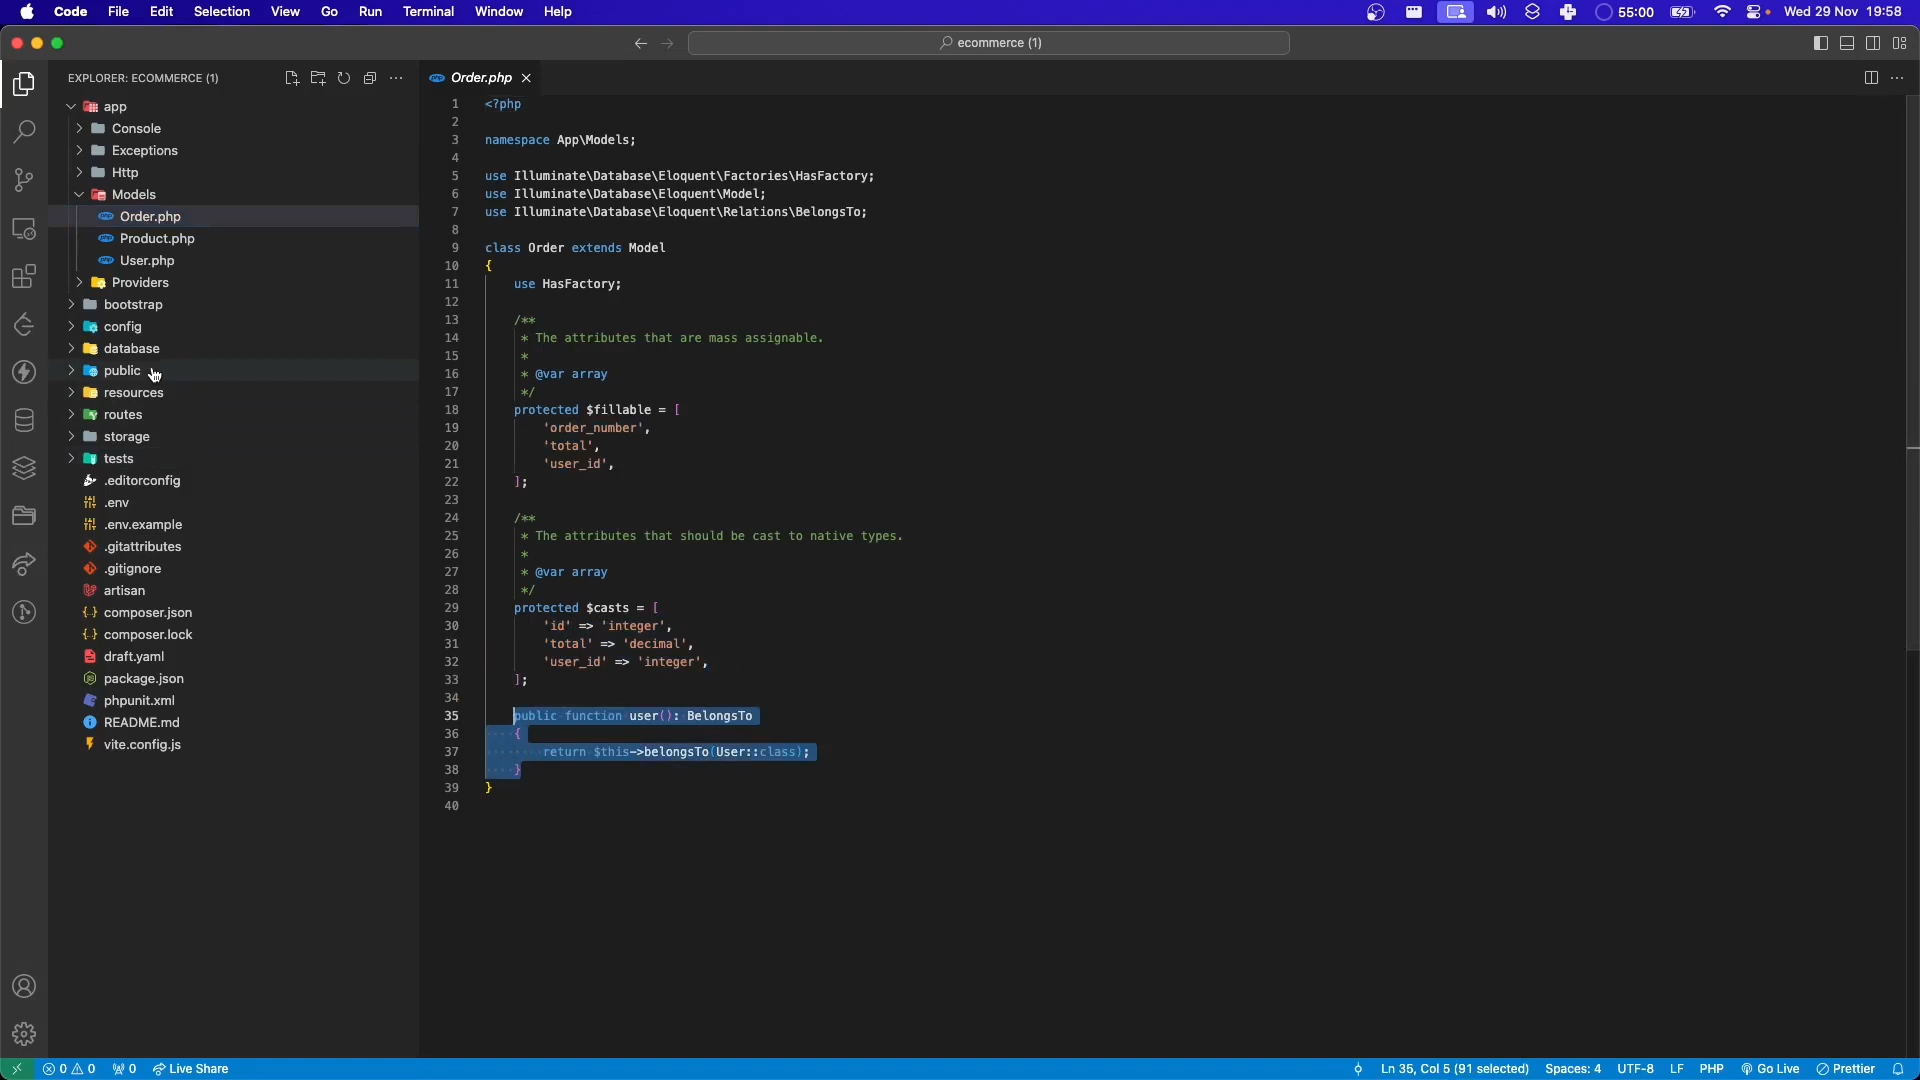 Code File Edit Selection View Go Run Terminal Window Help 55:00 Wed 29 Nov 19:58
ecommerce (1)
EXPLORER: ECOMMERCE (1)
app
Console
Exceptions
Http
Models
Order.php
Product.php
User.php
Providers
bootstrap
config
database
public
resources
routes
storage
tests
.editorconfig
.env
.env.example
.gitattributes
.gitignore
artisan
composer.json
composer.lock
draft.yaml
package.json
phpunit.xml
README.md
vite.config.js
Order.php
1 <?php
2
3 namespace App\Models;
4
5 use Illuminate\Database\Eloquent\Factories\HasFactory;
6 use Illuminate\Database\Eloquent\Model;
7 use Illuminate\Database\Eloquent\Relations\BelongsTo;
8
9 class Order extends Model
10 {
11 use HasFactory;
12
13 /**
14 * The attributes that are mass assignable.
15 *
16 * @var array
17 */
18 protected $fillable = [
19 'order_number',
20 'total',
21 'user_id',
22 ];
23
24 /**
25 * The attributes that should be cast to native types.
26 *
27 * @var array
28 */
29 protected $casts = [
30 'id' => 'integer',
31 'total' => 'decimal',
32 'user_id' => 'integer',
33 ];
34
35 public function user(): BelongsTo
36 {
37 return $this->belongsTo(User::class);
38 }
39 }
40
0 0 0 Live Share Ln 35, Col 5 (91 selected) Spaces: 4 UTF-8 LF PHP Go Live Prettier